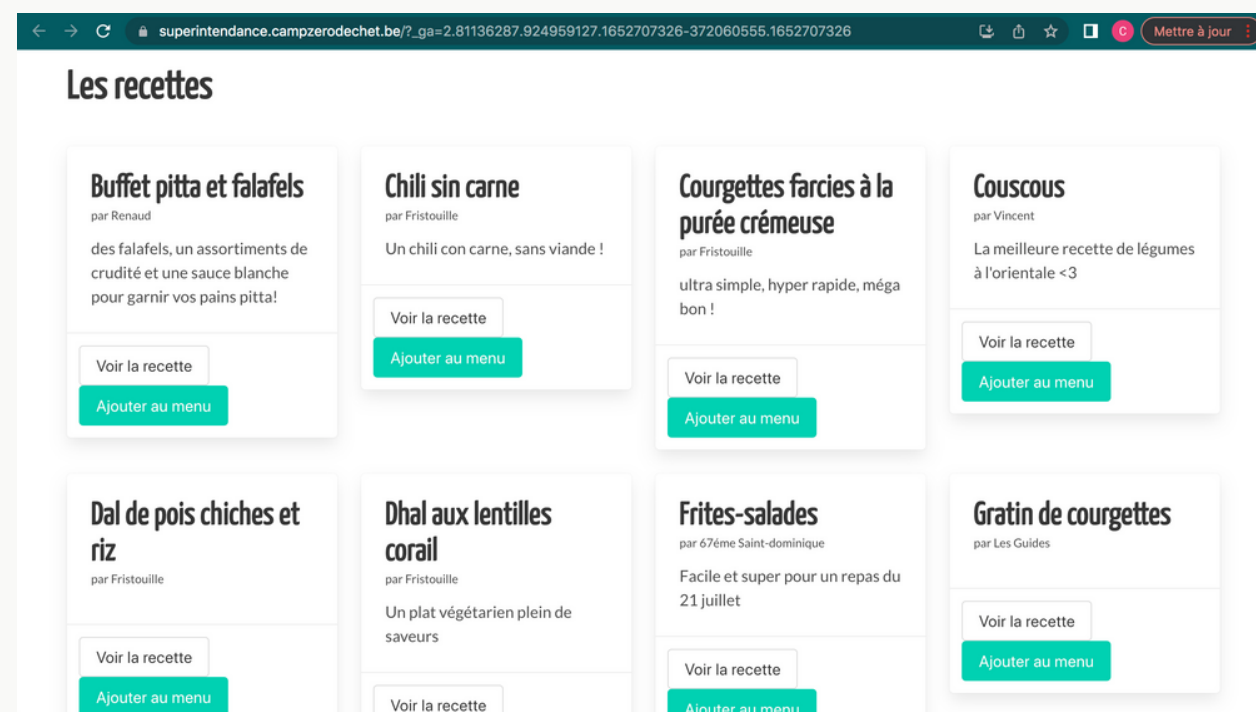 superintendance.campzerodechet.be/?_ga=2.81136287.924959127.1652707326-372060555.1652707326
C
Mettre à jour
Les recettes
Buffet pitta et falafels
par Renaud
des falafels, un assortiments de
crudité et une sauce blanche
pour garnir vos pains pitta!
Voir la recette
Ajouter au menu
Chili sin carne
par Fristouille
Un chili con carne, sans viande !
Voir la recette
Ajouter au menu
Courgettes farcies à la
purée crémeuse
par Fristouille
ultra simple, hyper rapide, méga
bon !
Voir la recette
Ajouter au menu
Couscous
par Vincent
La meilleure recette de légumes
à l'orientale <3
Voir la recette
Ajouter au menu
Dal de pois chiches et
riz
par Fristouille
Voir la recette
Ajouter au menu
Dhal aux lentilles
corail
par Fristouille
Un plat végétarien plein de
saveurs
Voir la recette
Frites-salades
par 67éme Saint-dominique
Facile et super pour un repas du
21 juillet
Voir la recette
Ajouter au menu
Gratin de courgettes
par Les Guides
Voir la recette
Ajouter au menu